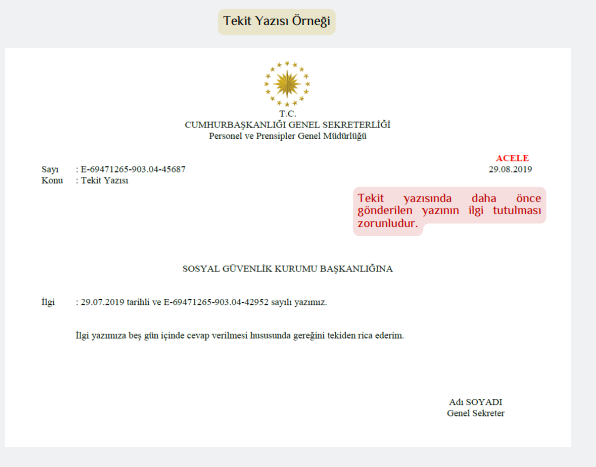 Tekit Yazısı Örneği
T.C.
CUMHURBAŞKANLIĞI GENEL SEKRETERLİĞİ
Personel ve Prensipler Genel Müdürlüğü
ACELE
Sayı : E-69471265-903.04-45687 29.08.2019
Konu : Tekit Yazısı
Tekit yazısında daha önce
gönderilen yazının ilgi tutulması
zorunludur.
SOSYAL GÜVENLİK KURUMU BAŞKANLIĞINA
İlgi : 29.07.2019 tarihli ve E-69471265-903.04-42952 sayılı yazımız.
İlgi yazımıza beş gün içinde cevap verilmesi hususunda gereğini tekiden rica ederim.
Adı SOYADI
Genel Sekreter